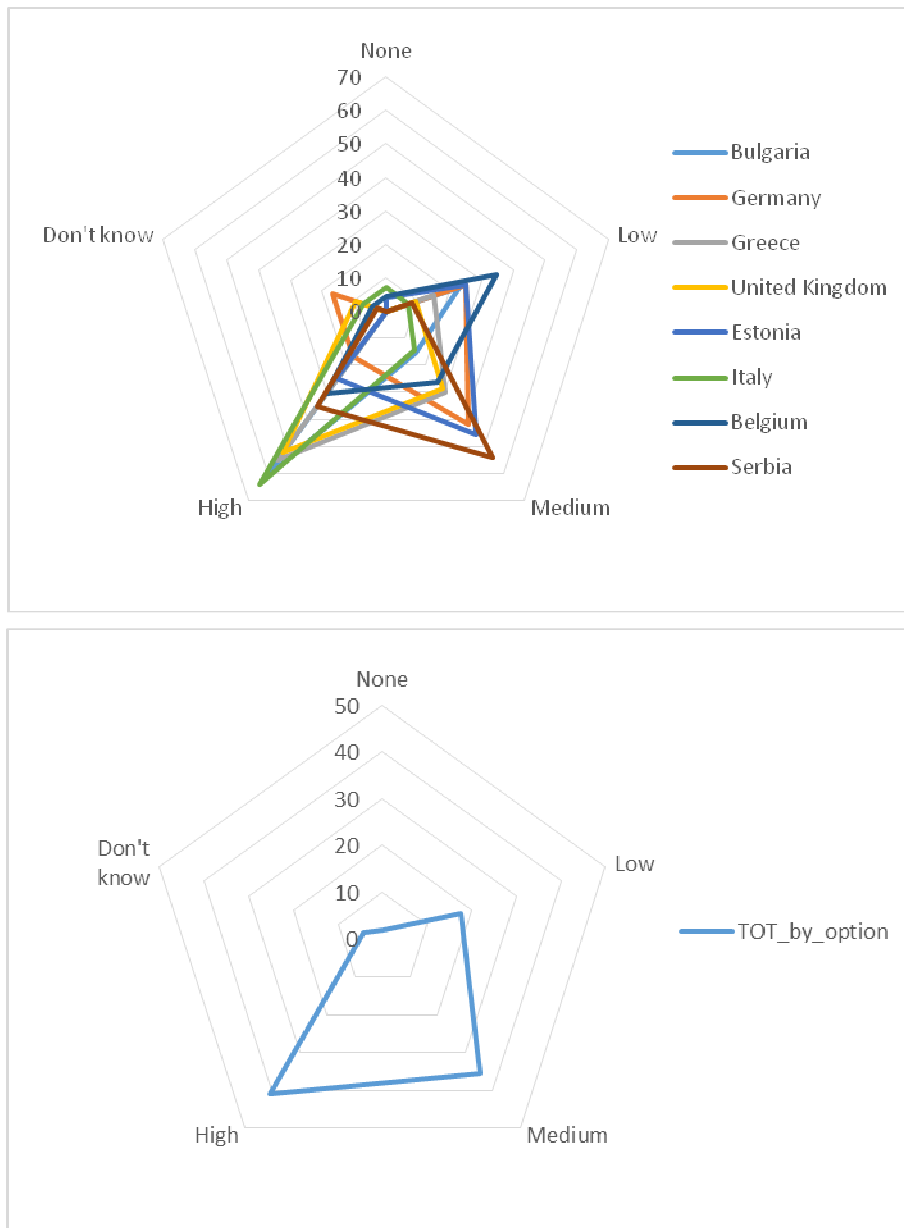 None
70
60
50
40
30
20
10
0
Don't know
Low
High
Medium
Bulgaria
Germany
Greece
United Kingdom
Estonia
Italy
Belgium
Serbia
None
50
40
30
20
10
0
Don't
know
Low
High
Medium
TOT_by_option